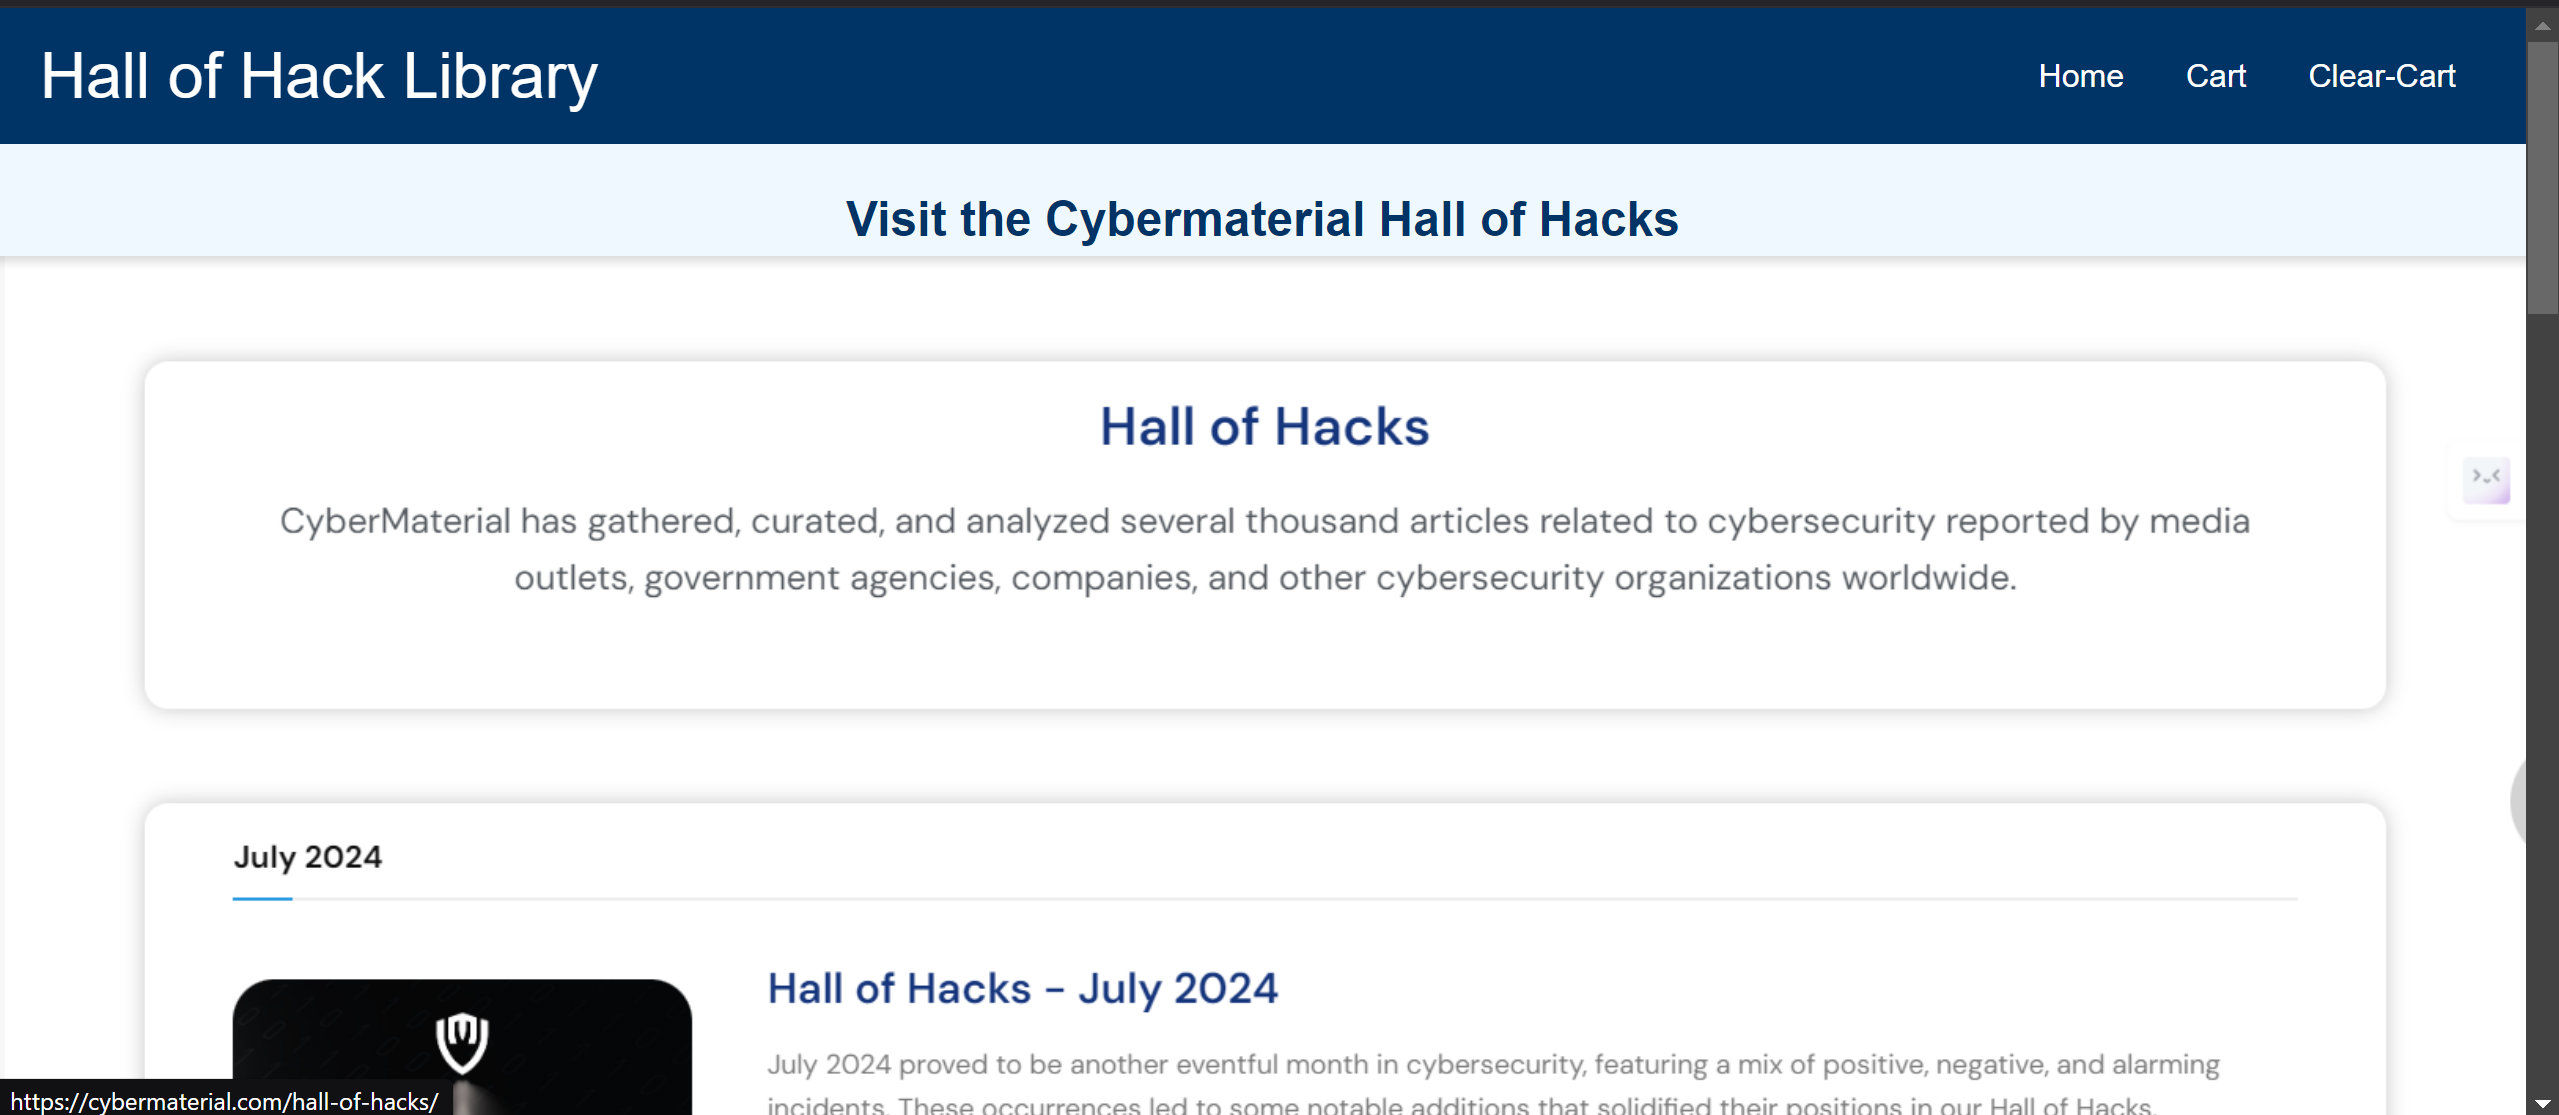 Hall of Hack Library
Home Cart Clear-Cart
Visit the Cybermaterial Hall of Hacks
Hall of Hacks
CyberMaterial has gathered, curated, and analyzed several thousand articles related to cybersecurity reported by media
outlets, government agencies, companies, and other cybersecurity organizations worldwide.
July 2024
Hall of Hacks - July 2024
July 2024 proved to be another eventful month in cybersecurity, featuring a mix of positive, negative, and alarming
incidents. These occurrences led to some notable additions that solidified their positions in our Hall of Hacks.
https://cybermaterial.com/hall-of-hacks/